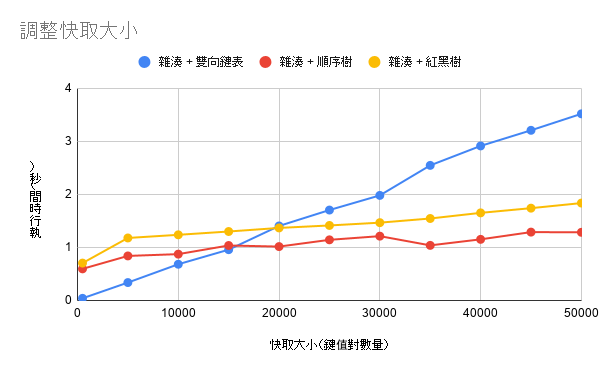 調整快取大小
雜湊 + 雙向鏈表
雜湊 + 順序樹
雜湊 + 紅黑樹
4
3
2
1
0
執行時間(秒)
0
10000
20000
30000
40000
50000
快取大小(鍵值對數量)